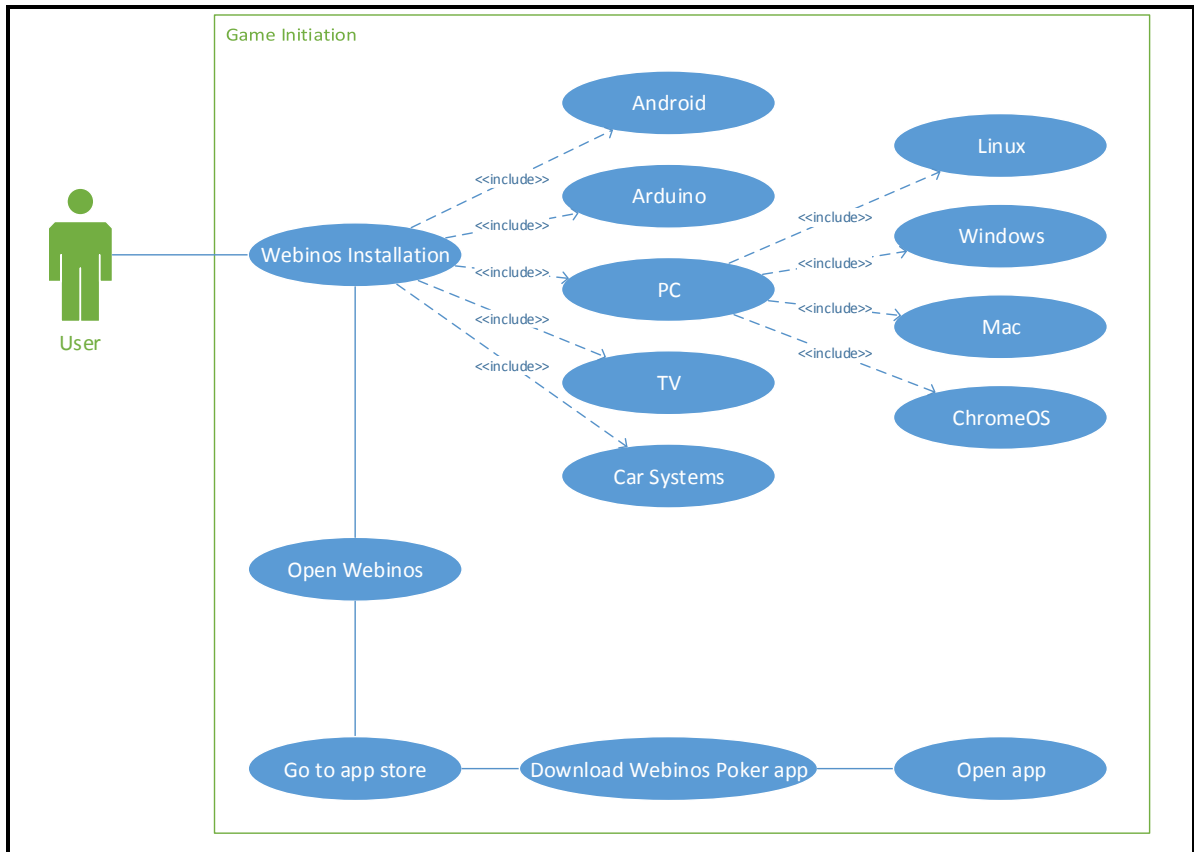 Game Initiation
Android
Linux
<<include>>
Arduino
<<include>>
<<include>>
Windows
Webinos Installation
<<include>>
<<include>>
PC
<<include>>
<<include>>
Mac
<<include>>
User
<<include>>
TV
ChromeOS
Car Systems
Open Webinos
Go to app store
Download Webinos Poker app
Open app